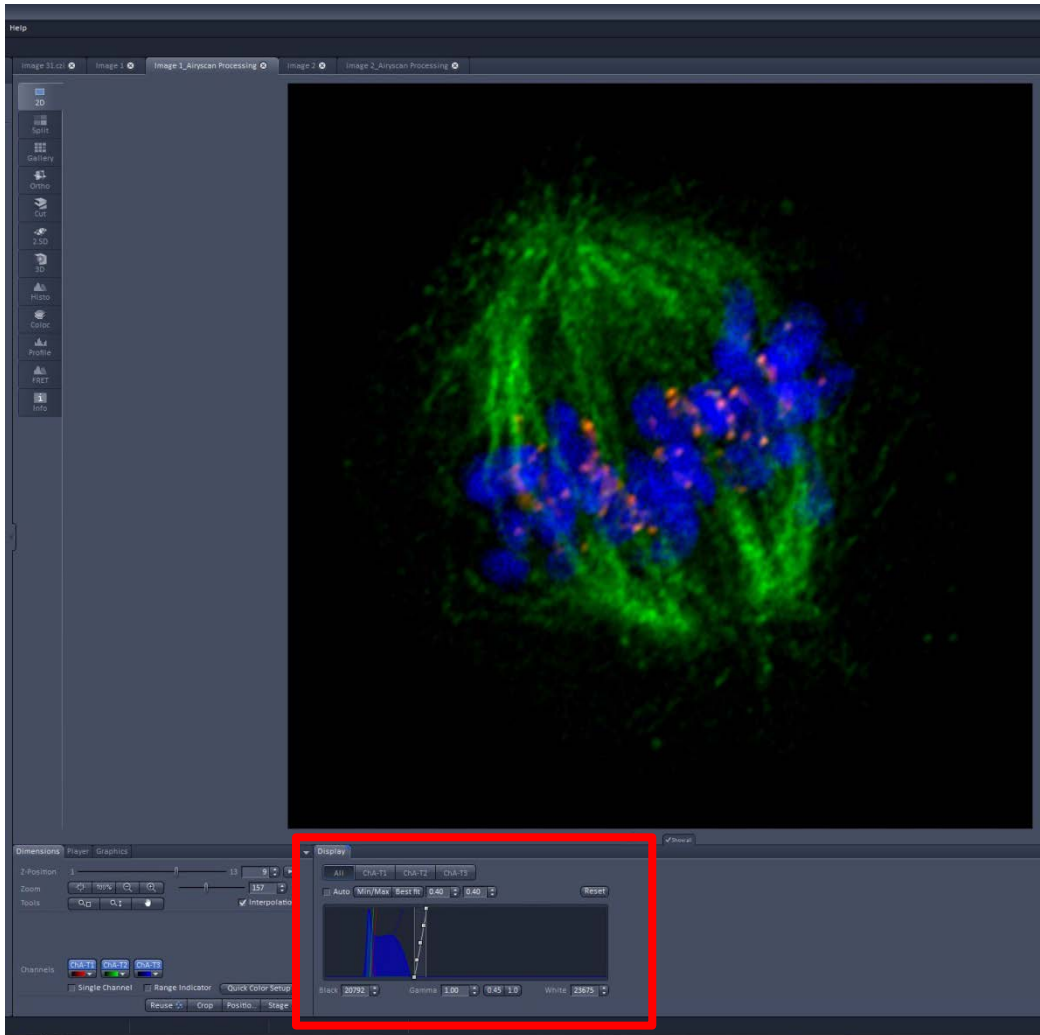 Help
Image 31.czi Image 1 Image 1_Airyscan Processing Image 2 Image 2_Airyscan Processing
2D
Split
Gallery
Ortho
Cut
2.5D
3D
Histo
Coloc
Profile
FRET
Info
Show all
Dimensions Player Graphics
Z-Position 1 13 9
Zoom 100% 157
Tools Interpolation
Channels ChA-T1 ChA-T2 ChA-T3
Single Channel Range Indicator Quick Color Setup
Reuse Crop Positio... Stage
Display
All ChA-T1 ChA-T2 ChA-T3
Auto Min/Max Best fit 0.40 0.40 Reset
Black 20792 Gamma 1.00 0.45 1.0 White 23675